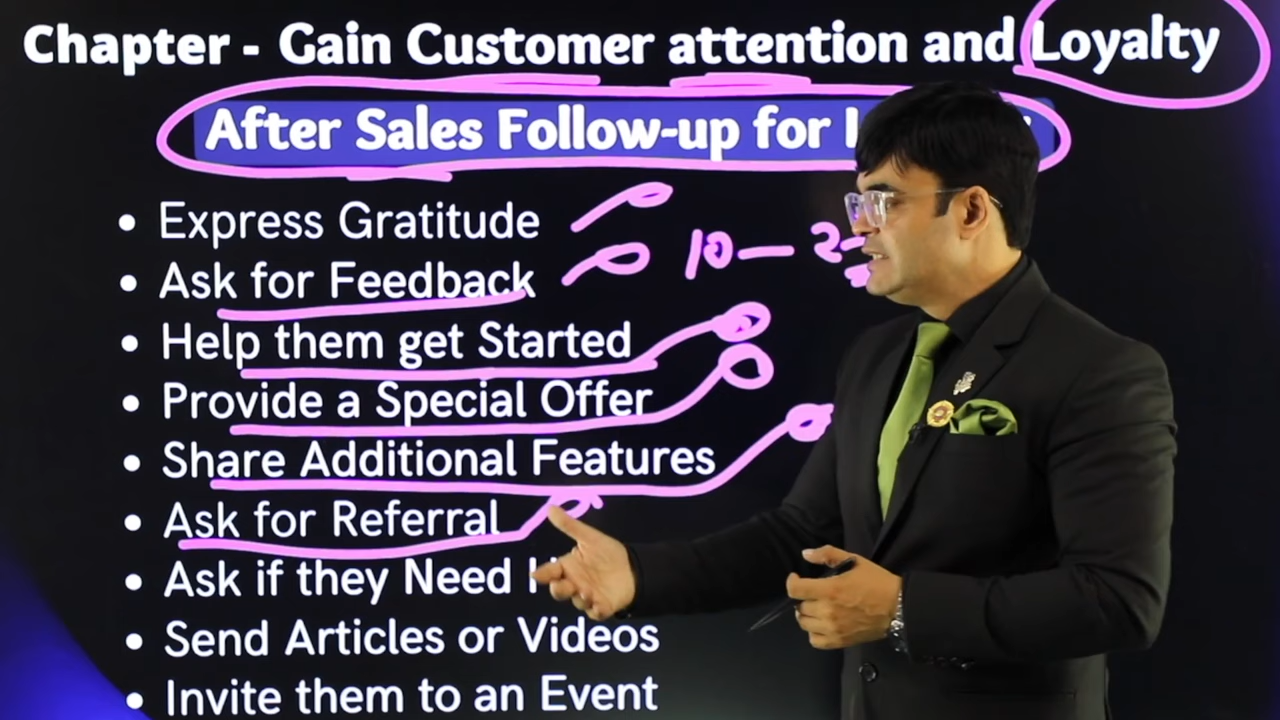 Chapter - Gain Customer attention and Loyalty
After Sales Follow-up for
• Express Gratitude
• Ask for Feedback
10 —
• Help them get Started
• Provide a Special Offer
• Share Additional Features
• Ask for Referral
• Ask if they Need
• Send Articles or Videos
• Invite them to an Event